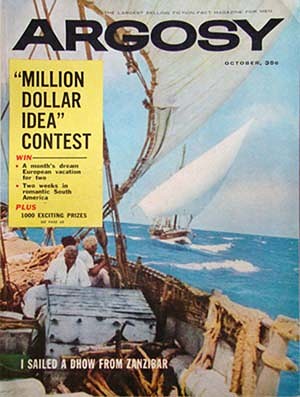 THE LARGEST SELLING FICTION-FACT MAGAZINE FOR MEN
ARGOSY
OCTOBER, 35c
"MILLION
DOLLAR
IDEA"
CONTEST
WIN
• A month's dream
European vacation
for two
• Two weeks in
romantic South
America
PLUS
1000 EXCITING PRIZES
I SAILED A DHOW FROM ZANZIBAR